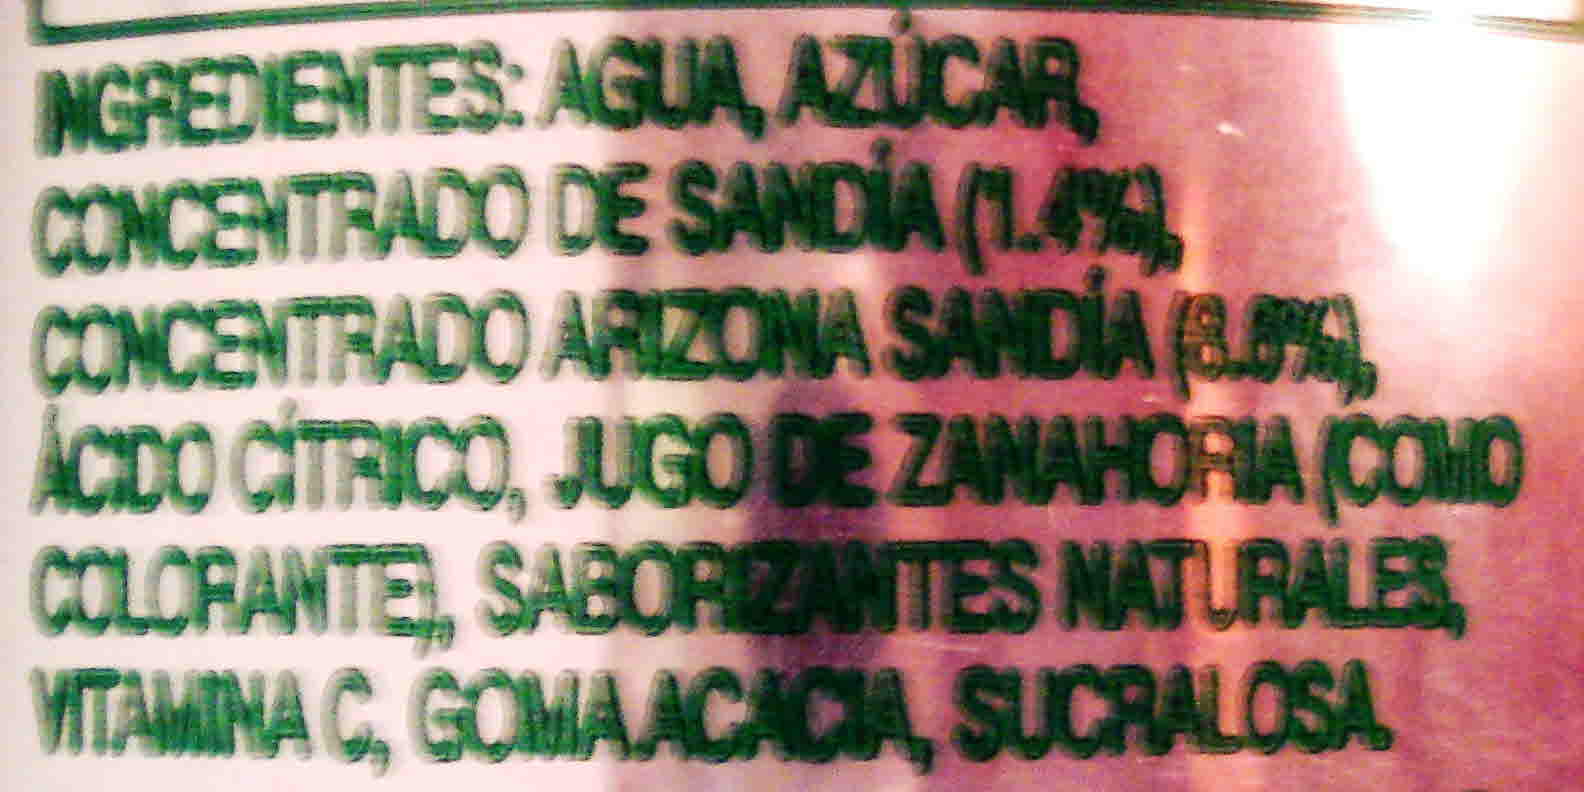 INGREDIENTES: AGUA, AZÚCAR,
CONCENTRADO DE SANDÍA (1.4%),
CONCENTRADO ARIZONA SANDÍA
ÁCIDO CÍTRICO, JUGO DE ZANAHORIA (COMO
COLORANTE), SABORIZANTES NATURALES,
VITAMINA C, GOMA ACACIA, SUCRALOSA.